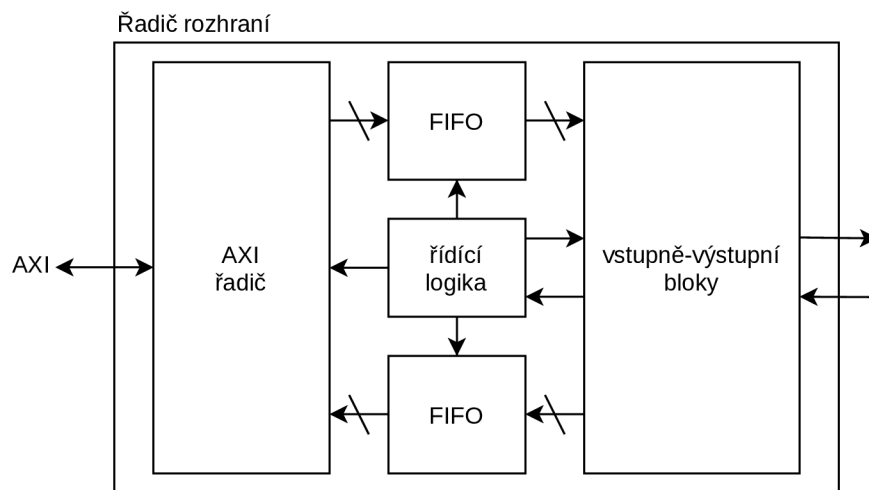 Řadič rozhraní
FIFO
AXI
AXI
řadič
řídící
logika
vstupně-výstupní
bloky
FIFO